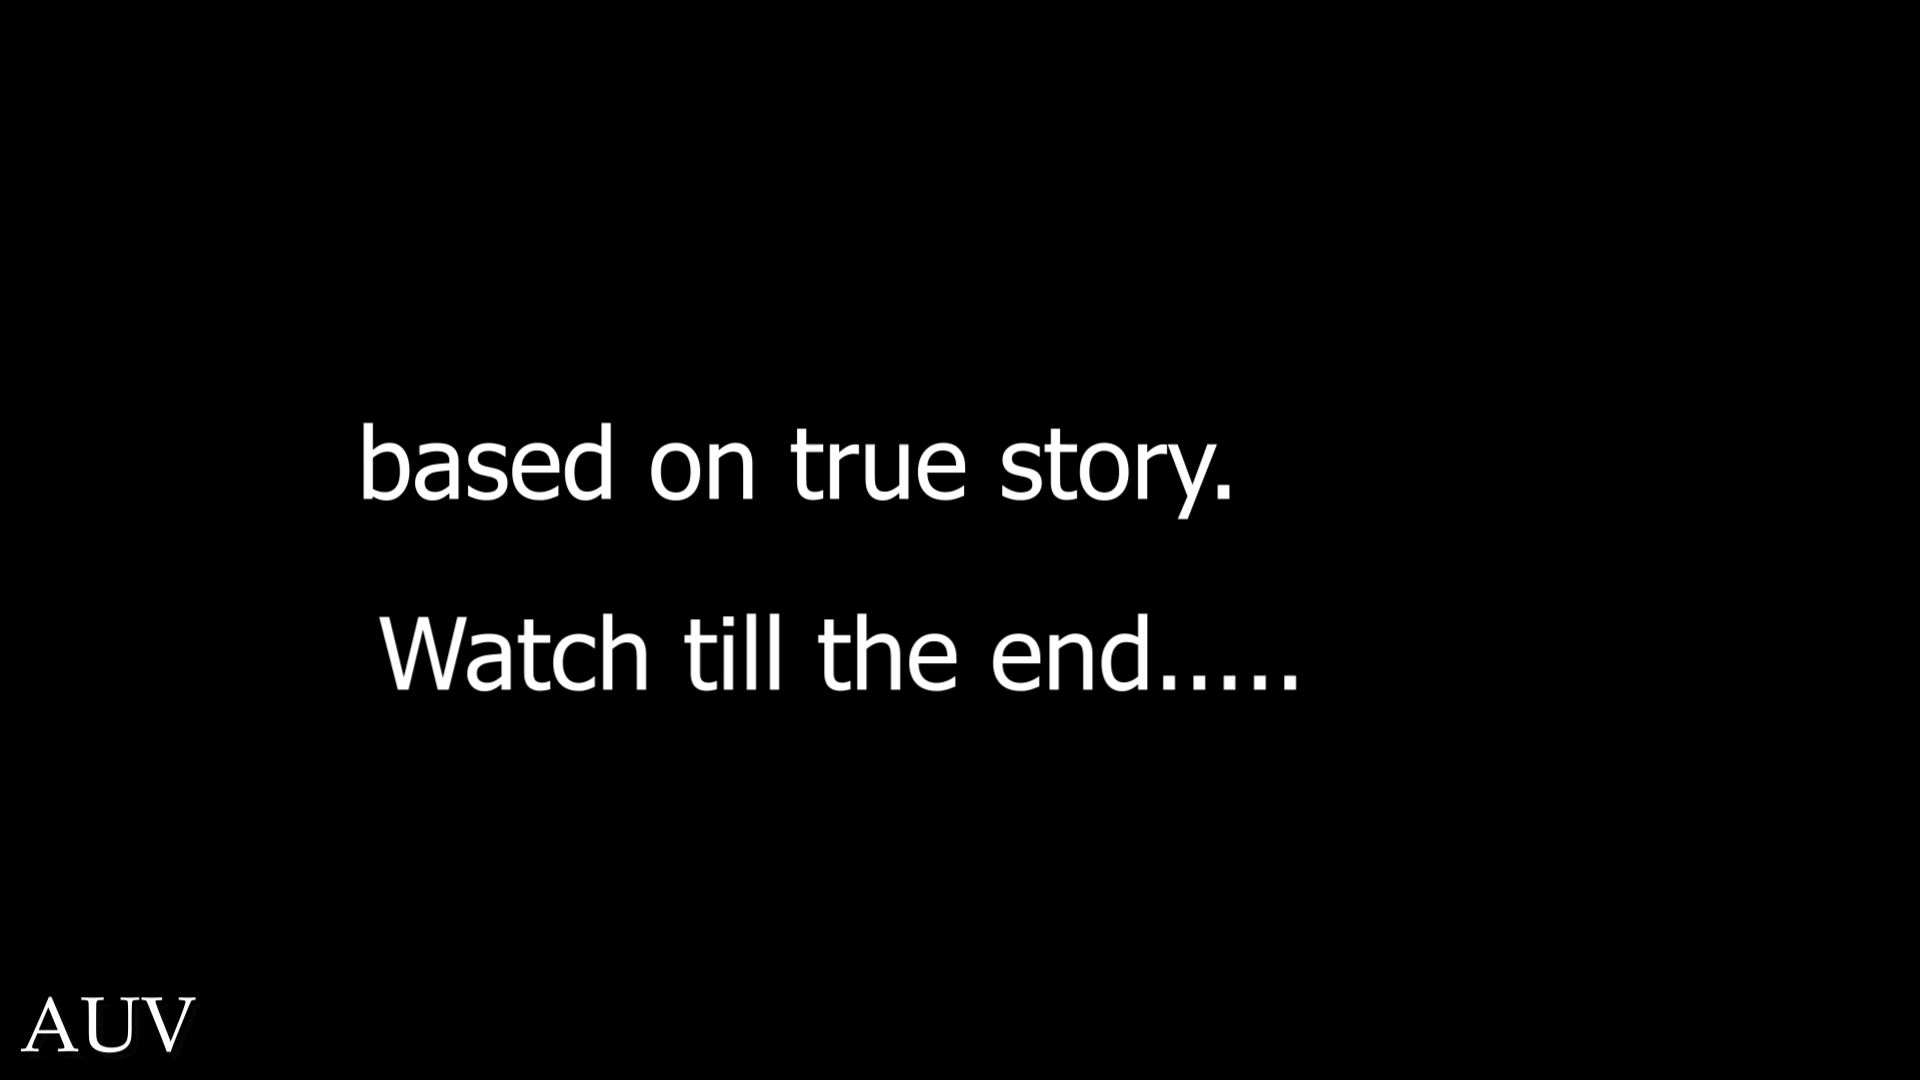 based on true story.
Watch till the end.....
AUV